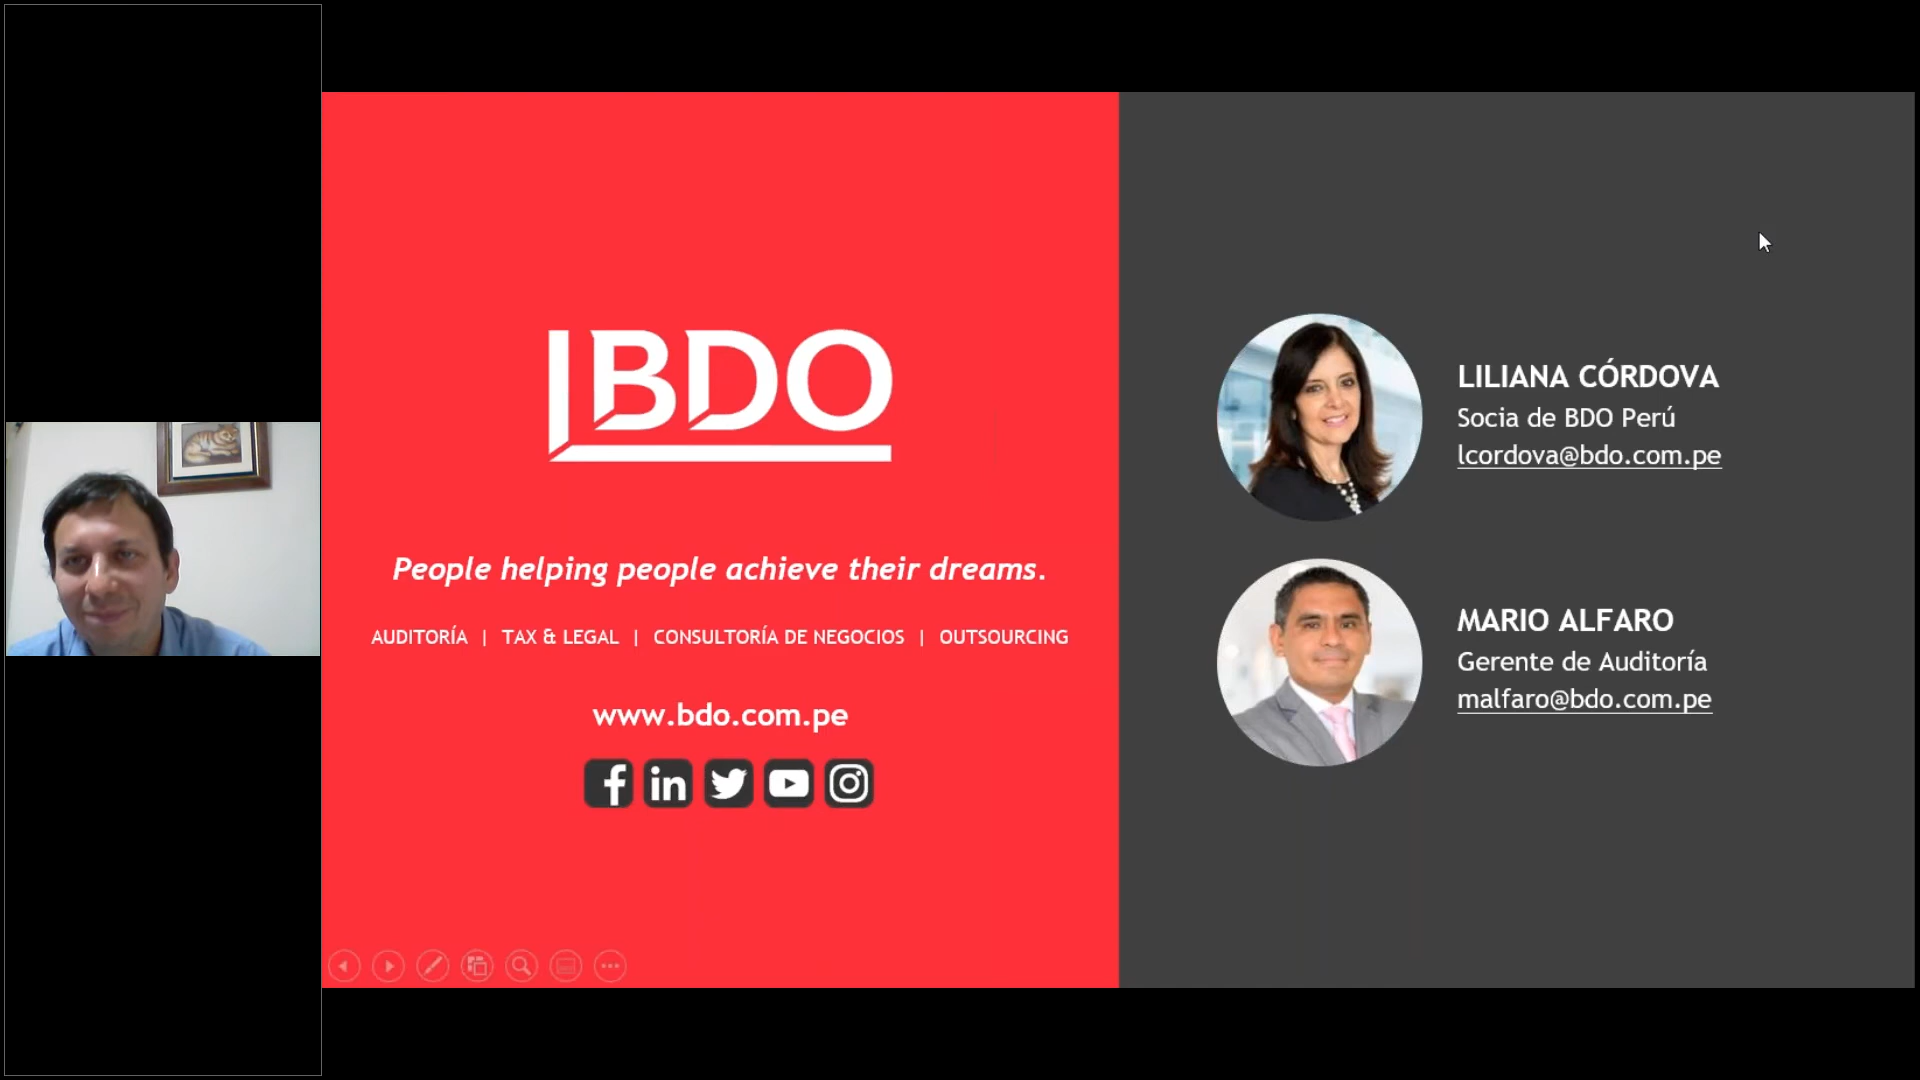 BDO
People helping people achieve their dreams.
AUDITORÍA | TAX & LEGAL | CONSULTORÍA DE NEGOCIOS | OUTSOURCING
www.bdo.com.pe
LILIANA CÓRDOVA
Socia de BDO Perú
lcordova@bdo.com.pe
MARIO ALFARO
Gerente de Auditoría
malfaro@bdo.com.pe